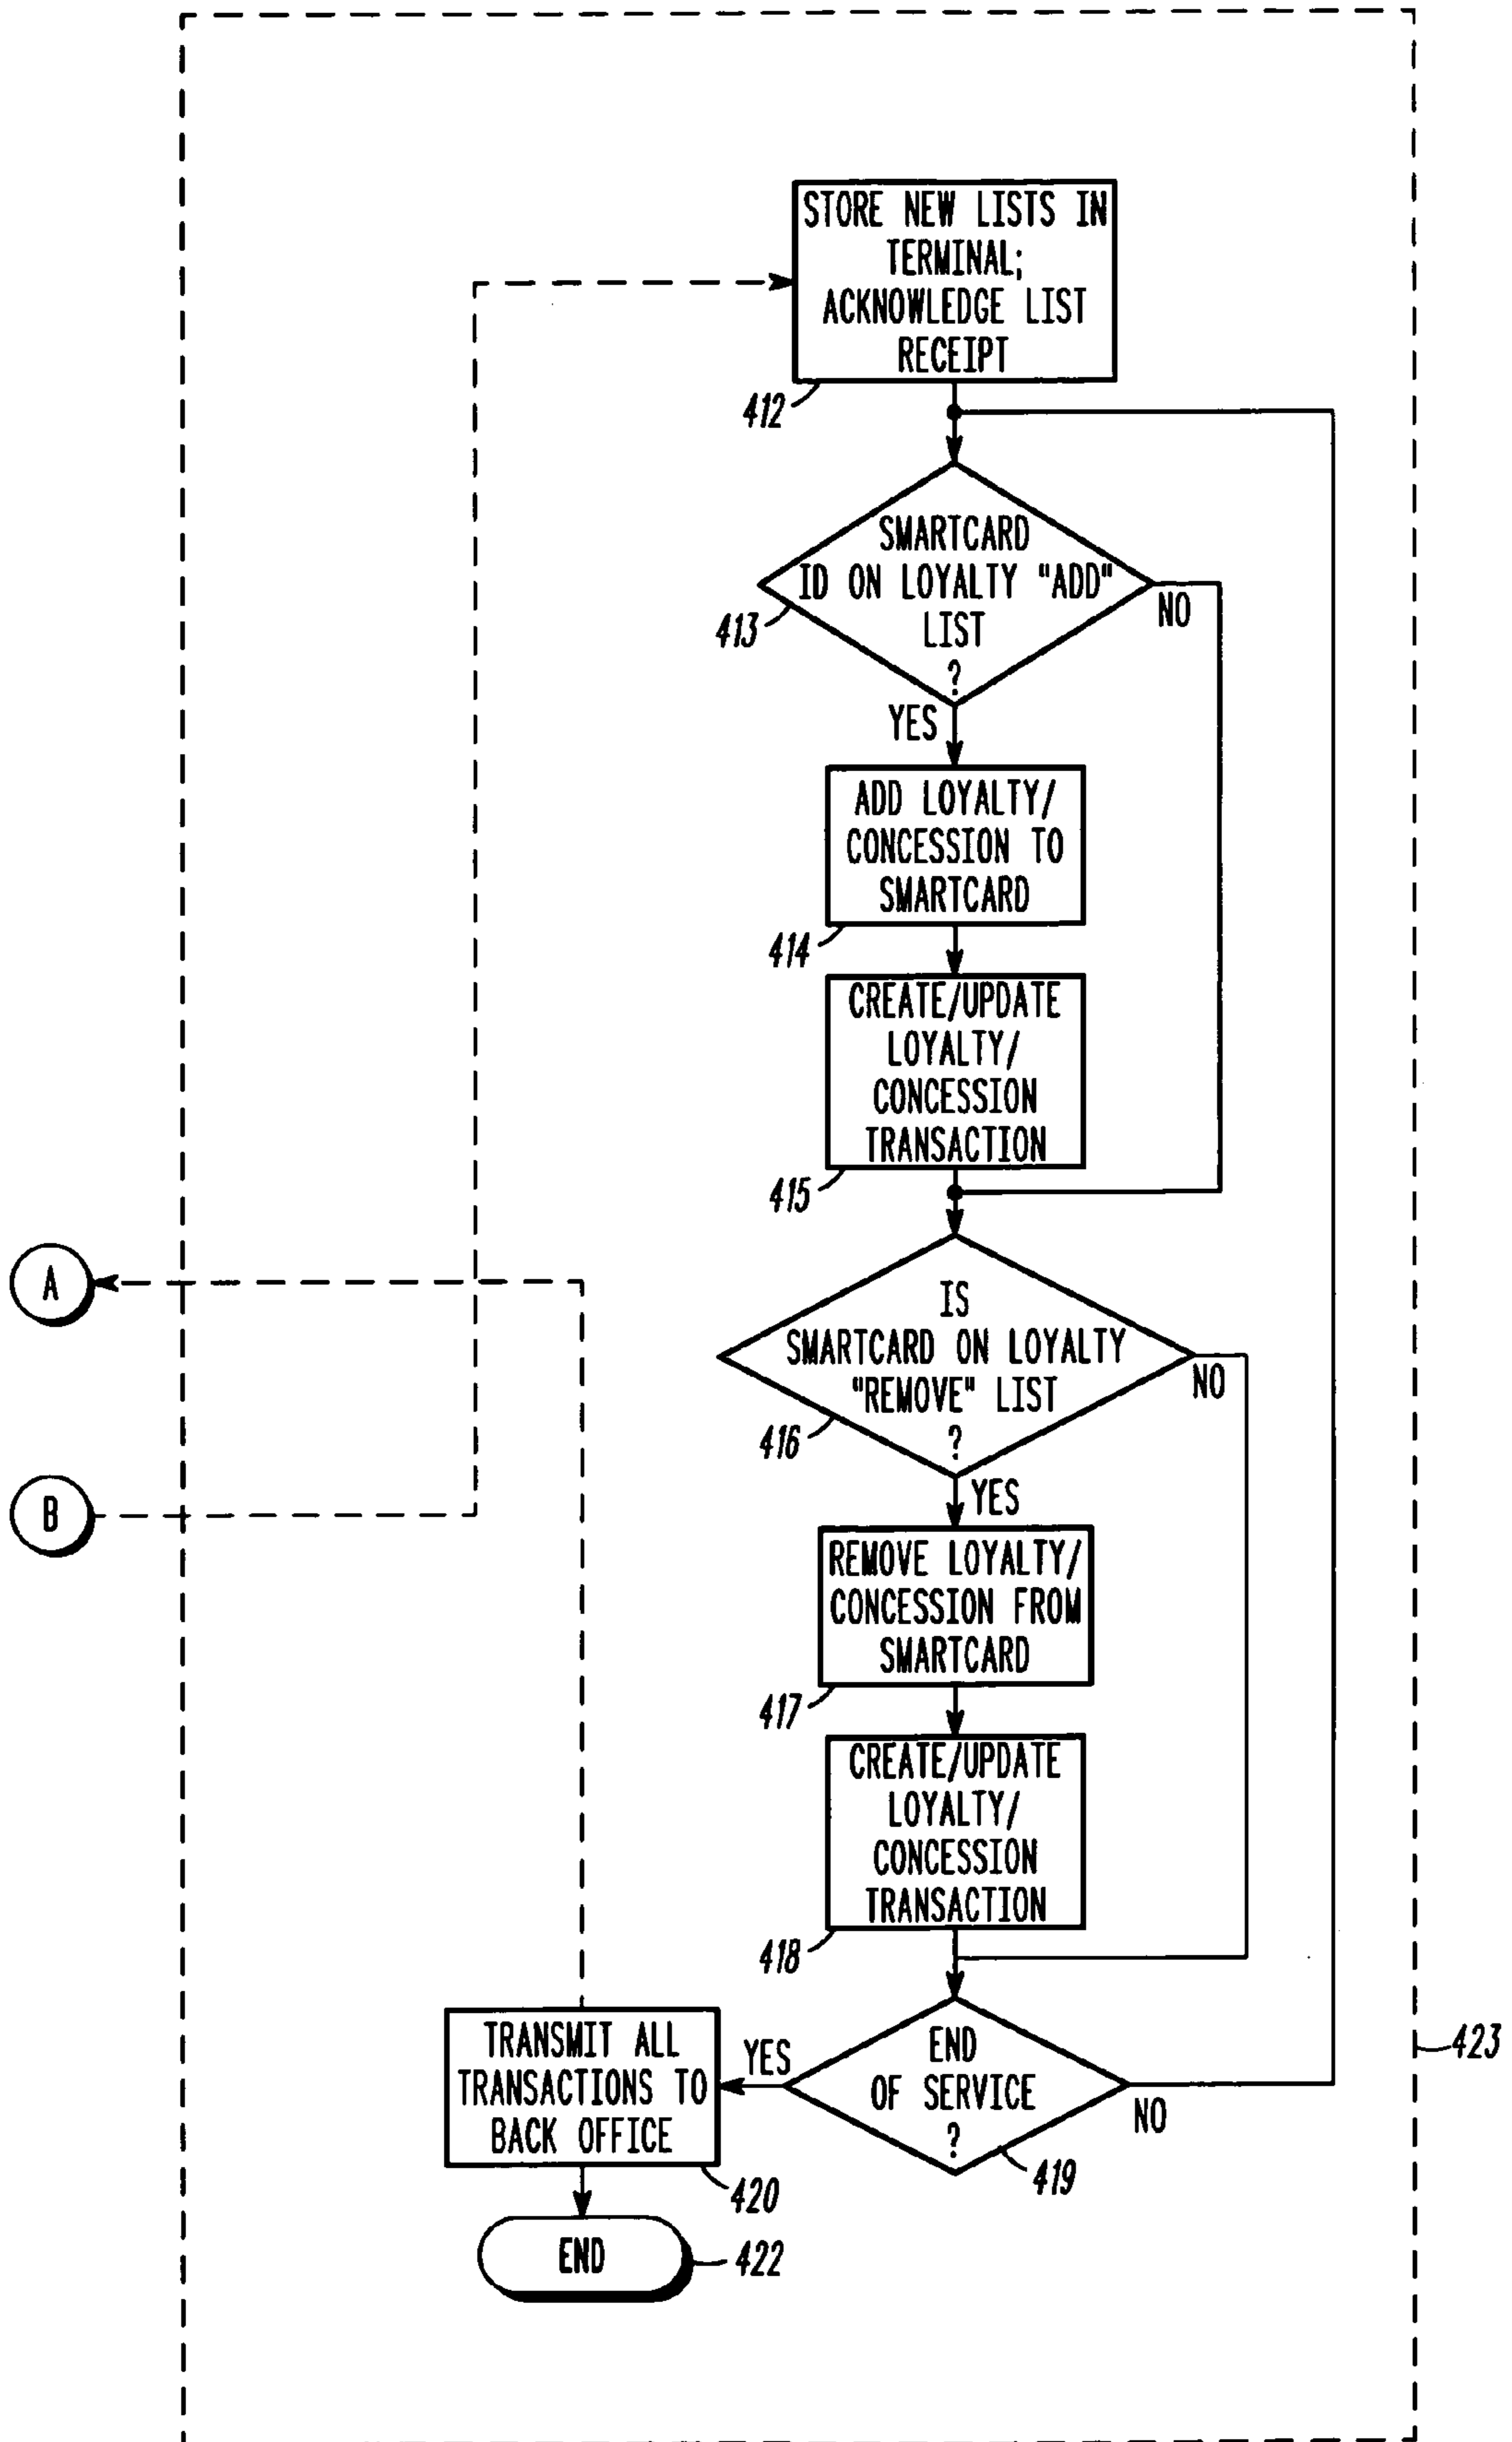 STORE NEW LISTS IN
TERMINAL;
ACKNOWLEDGE LIST
RECEIPT
412
SMARTCARD
ID ON LOYALTY "ADD"
LIST
?
413
NO
YES
ADD LOYALTY/
CONCESSION TO
SMARTCARD
414
CREATE/UPDATE
LOYALTY/
CONCESSION
TRANSACTION
415
A
IS
SMARTCARD ON LOYALTY
"REMOVE" LIST
?
416
NO
B
YES
REMOVE LOYALTY/
CONCESSION FROM
SMARTCARD
417
CREATE/UPDATE
LOYALTY/
CONCESSION
TRANSACTION
418
END
OF SERVICE
?
419
YES
NO
423
TRANSMIT ALL
TRANSACTIONS TO
BACK OFFICE
420
END
422